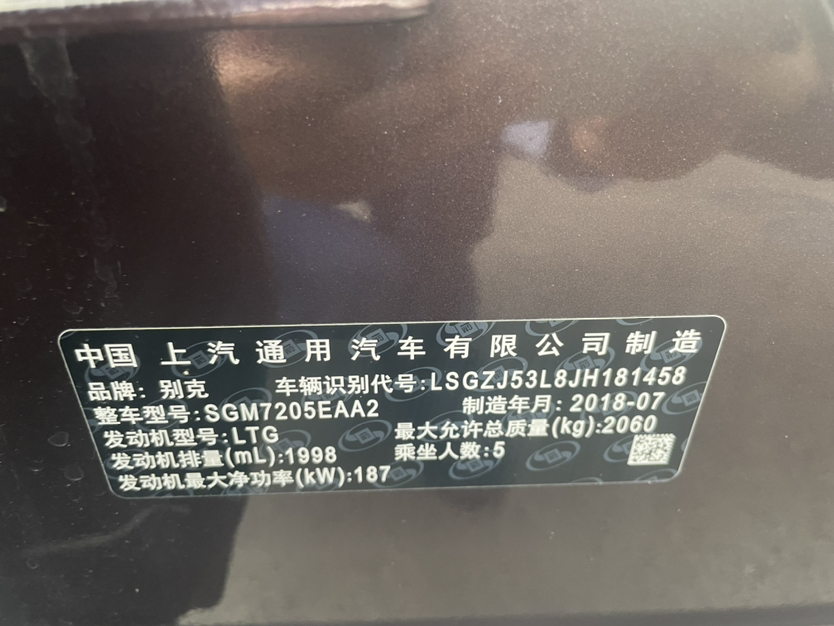 中国 上汽通用汽车有限公司制造
品牌: 别克 车辆识别代号:LSGZJ53L8JH181458
整车型号:SGM7205EAA2 制造年月: 2018-07
发动机型号:LTG 最大允许总质量(kg):2060
发动机排量(mL):1998 乘坐人数:5
发动机最大净功率(kW):187